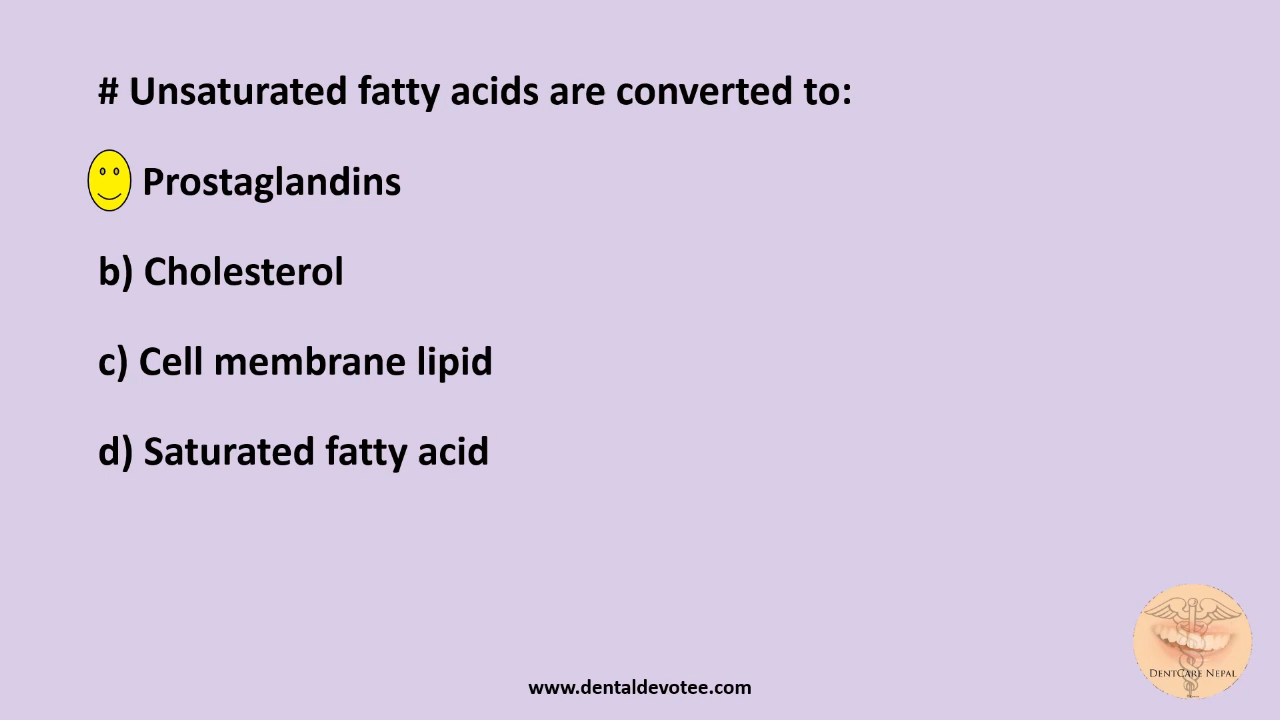 # Unsaturated fatty acids are converted to:
Prostaglandins
b) Cholesterol
c) Cell membrane lipid
d) Saturated fatty acid
DENTCARE NEPAL
www.dentaldevotee.com